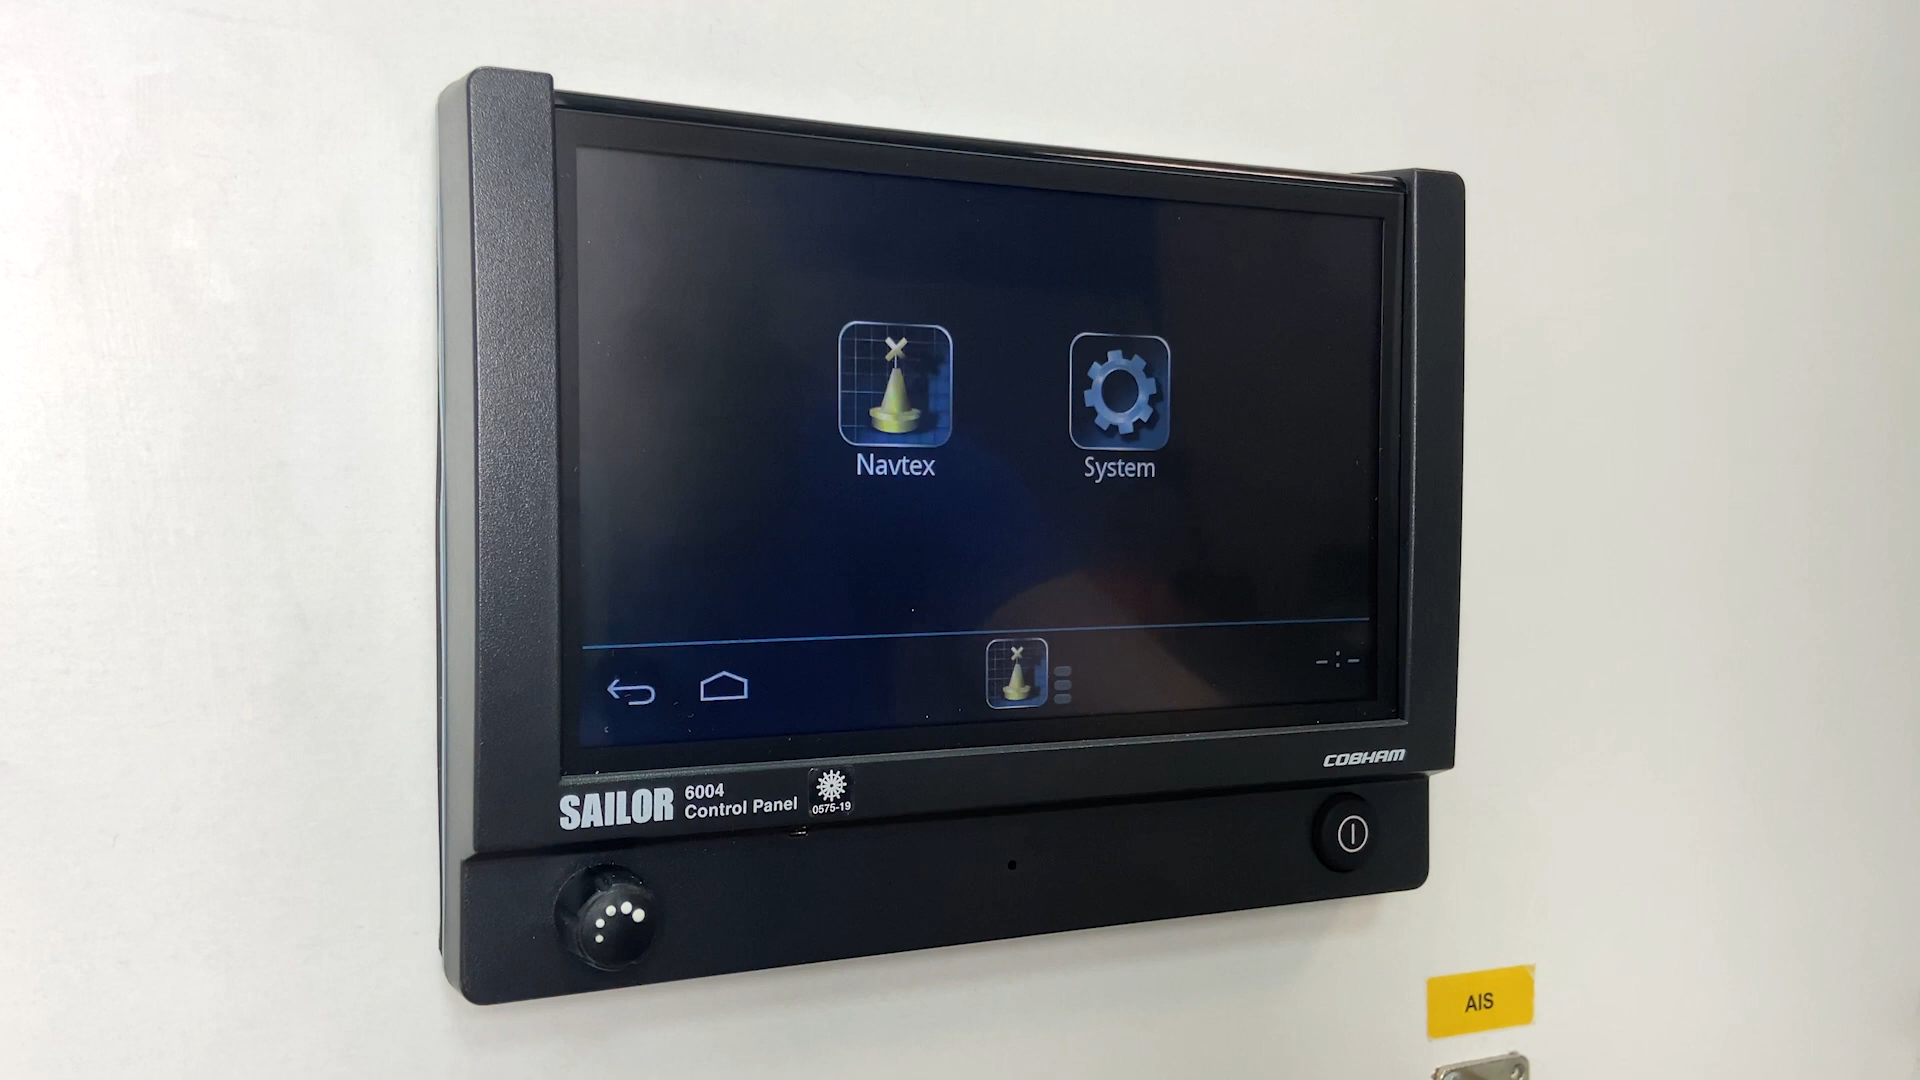 Navtex
System
COBHAM
SAILOR
6004
Control Panel
0575-19
AIS